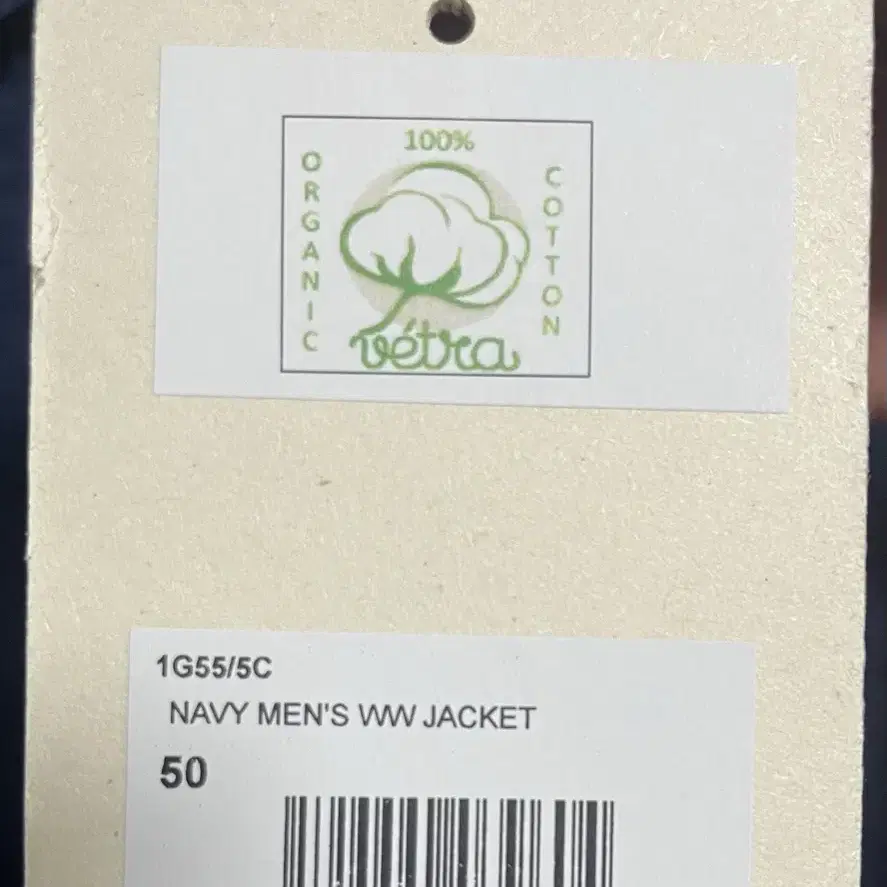 100%
ORGANIC
COTTON
vétra
1G55/5C
NAVY MEN'S WW JACKET
50